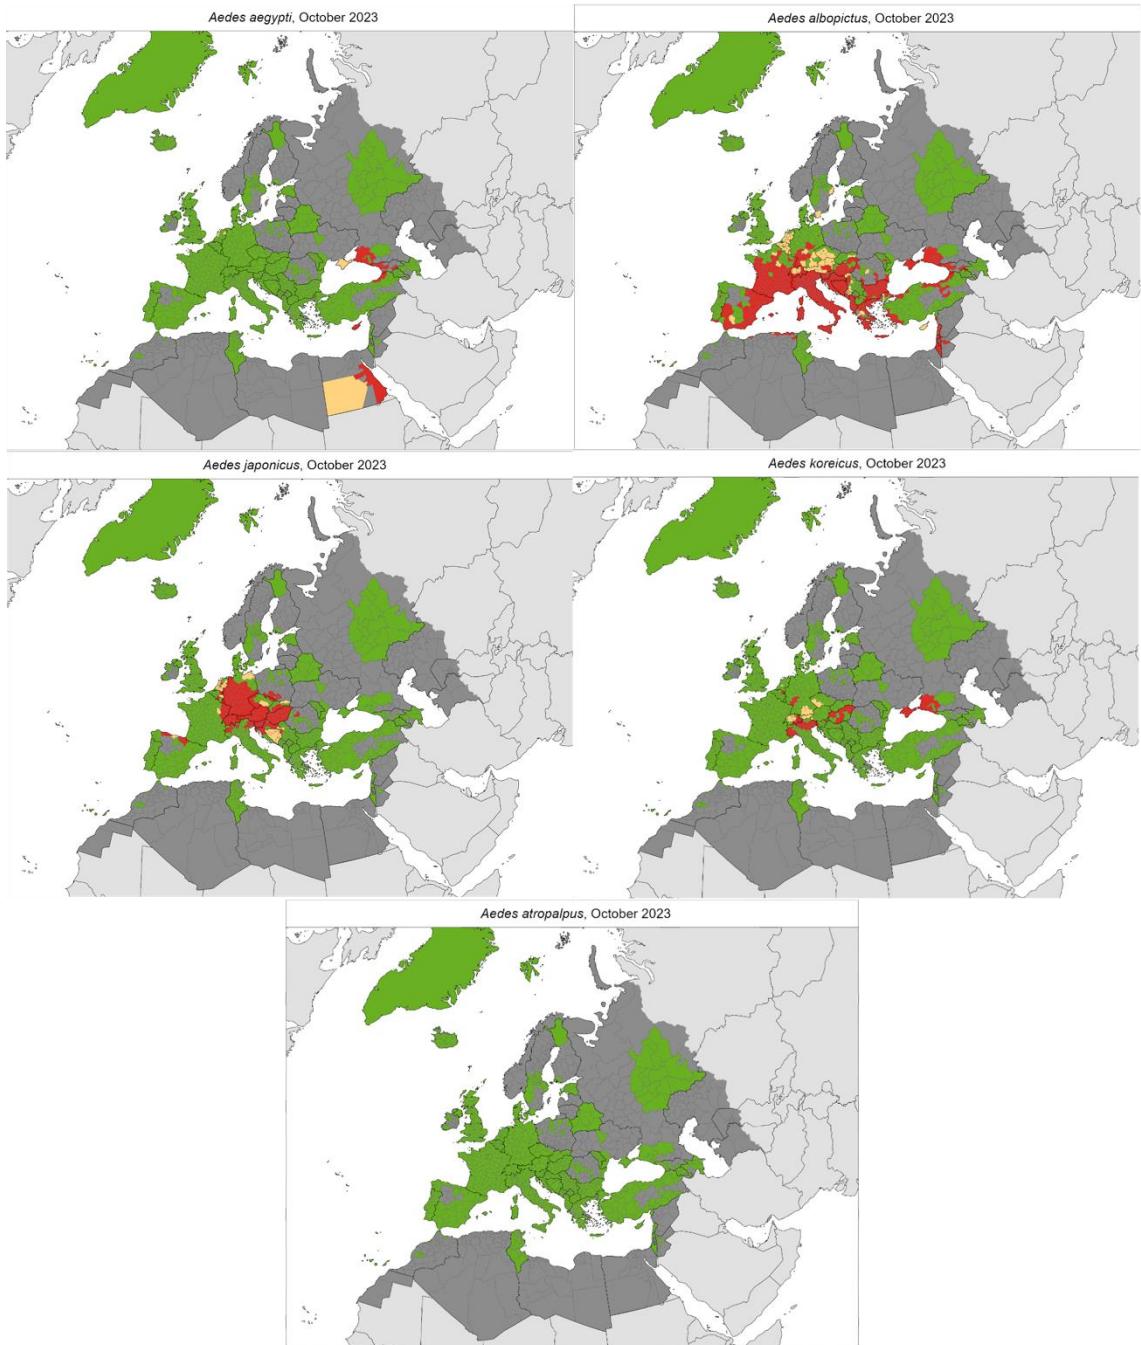 Aedes aegypti, October 2023
Aedes albopictus, October 2023
Aedes japonicus, October 2023
Aedes koreicus, October 2023
Aedes atropalpus, October 2023